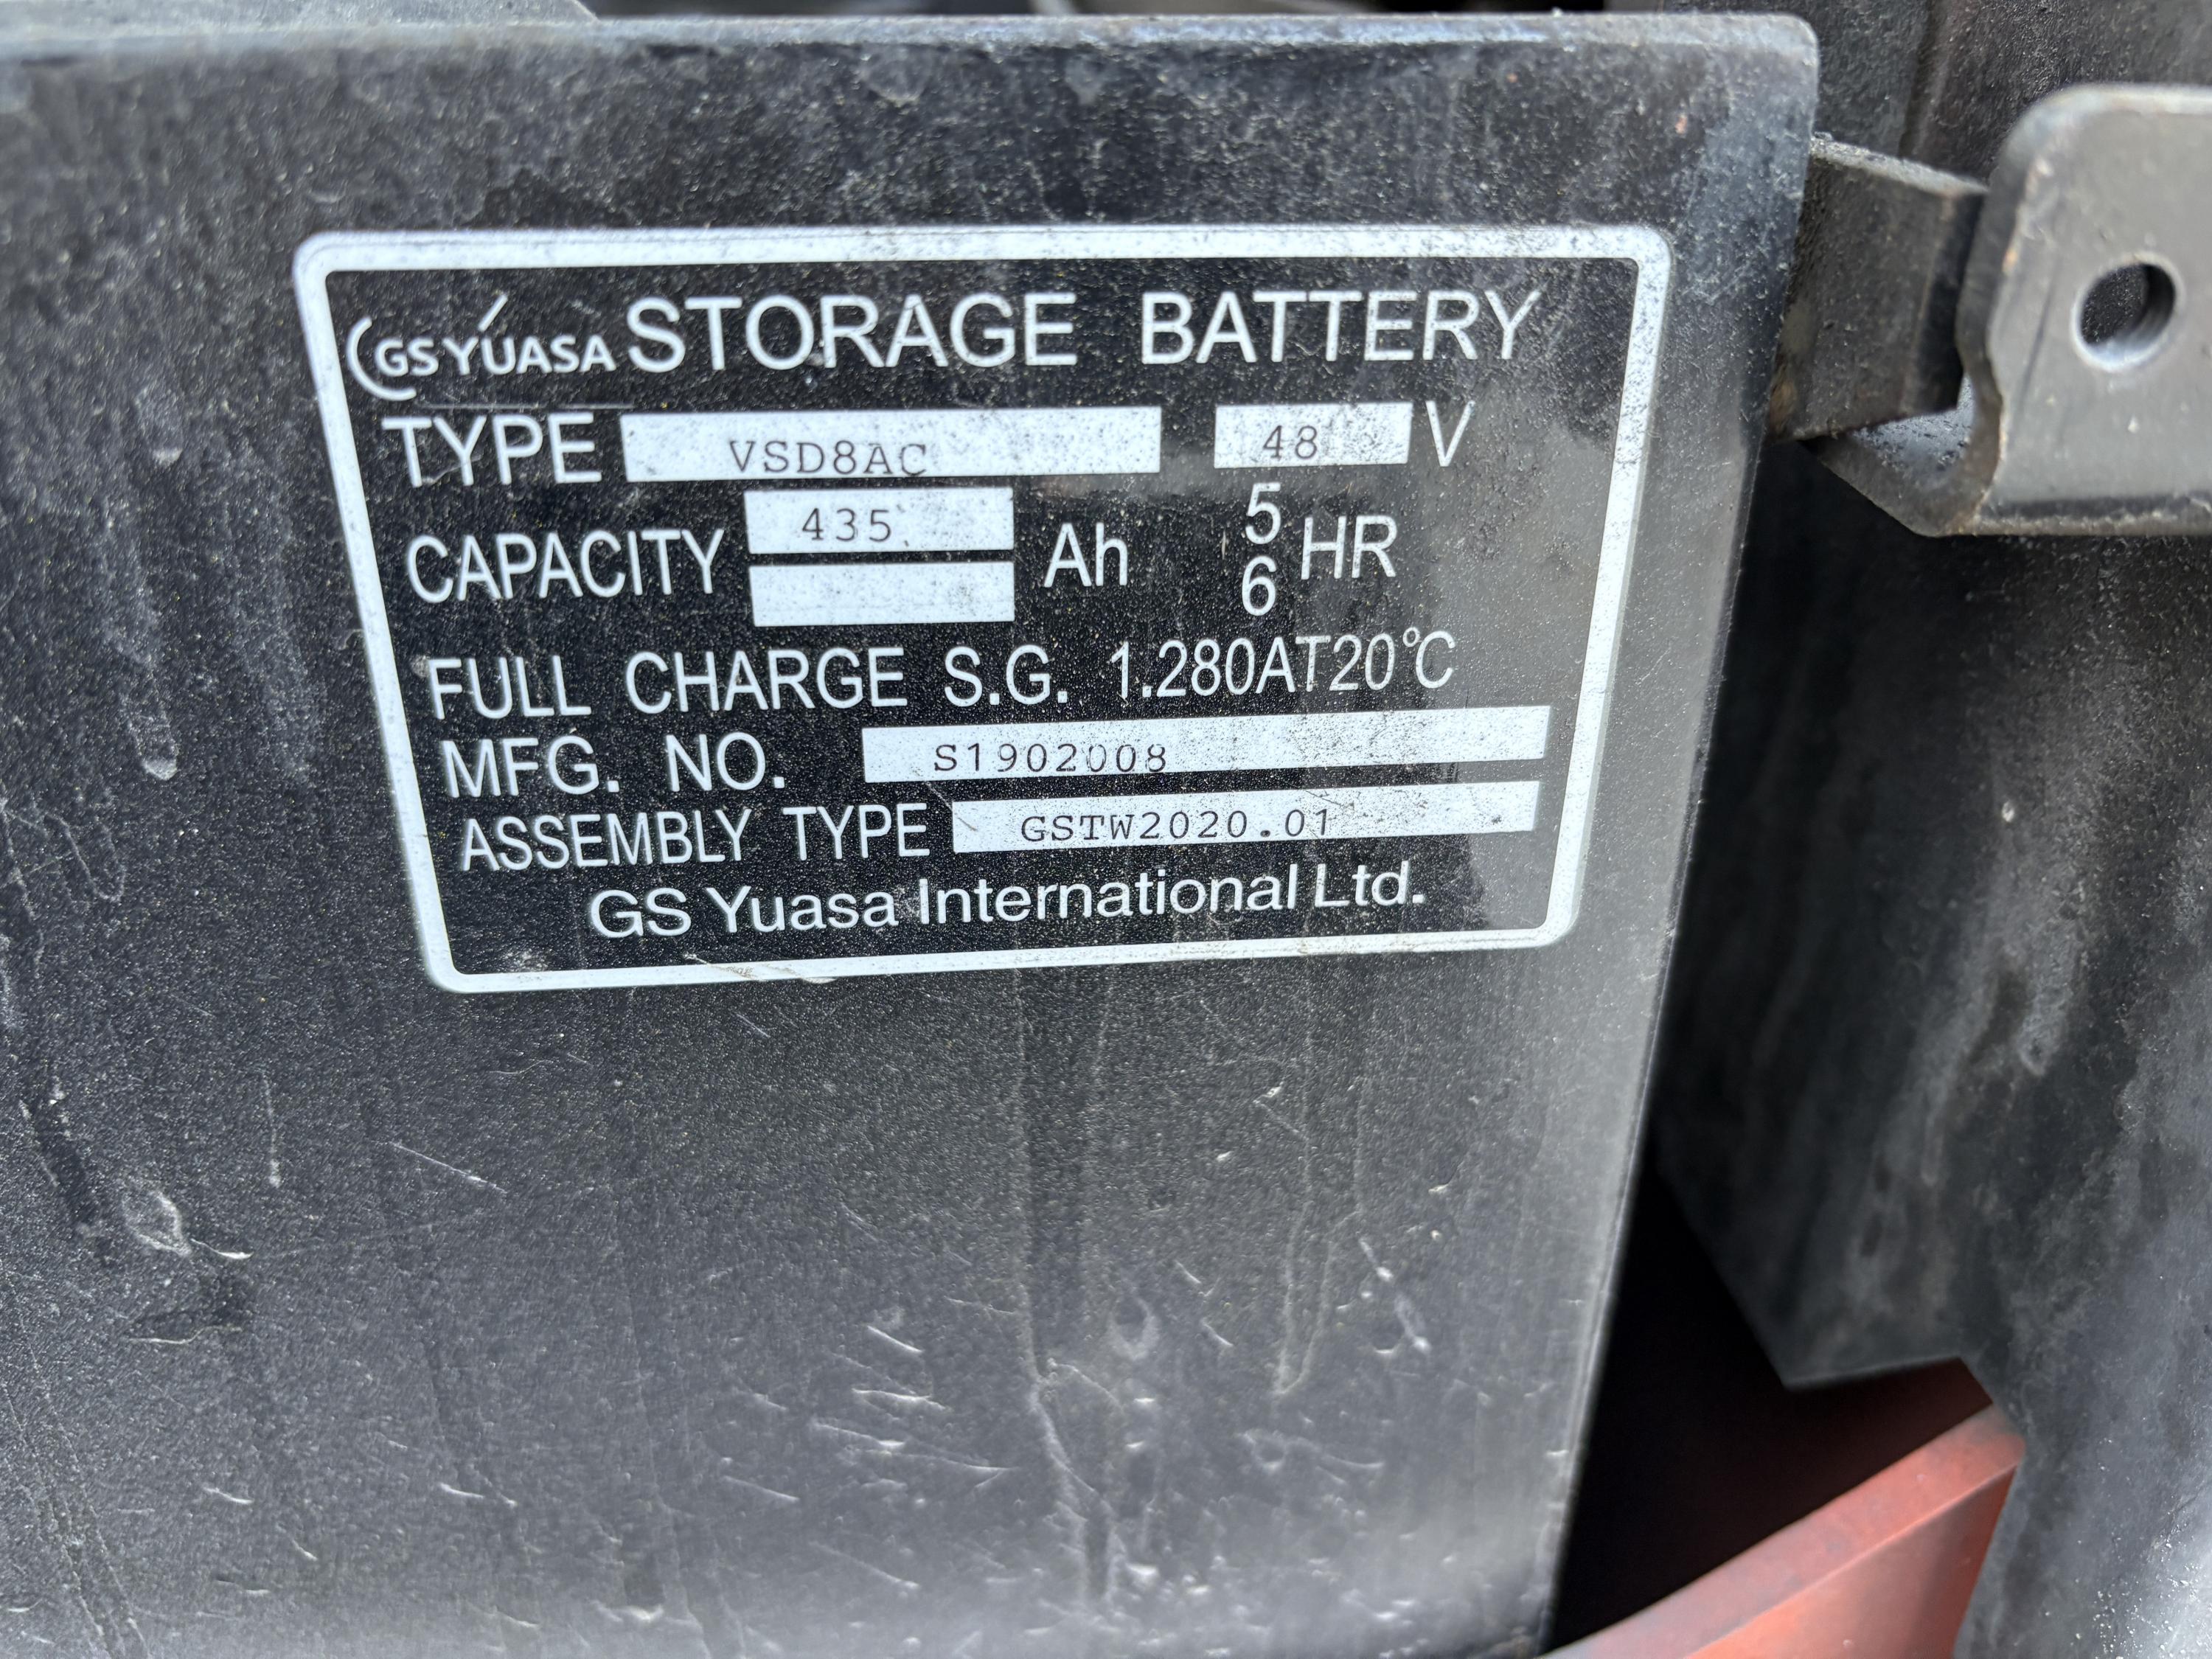 GS YUASA STORAGE BATTERY
TYPE VSD8AC 48 V
CAPACITY 435 Ah 5 HR
6
FULL CHARGE S.G. 1.280AT20℃
MFG. NO. S1902008
ASSEMBLY TYPE GSTW2020.01
GS Yuasa International Ltd.